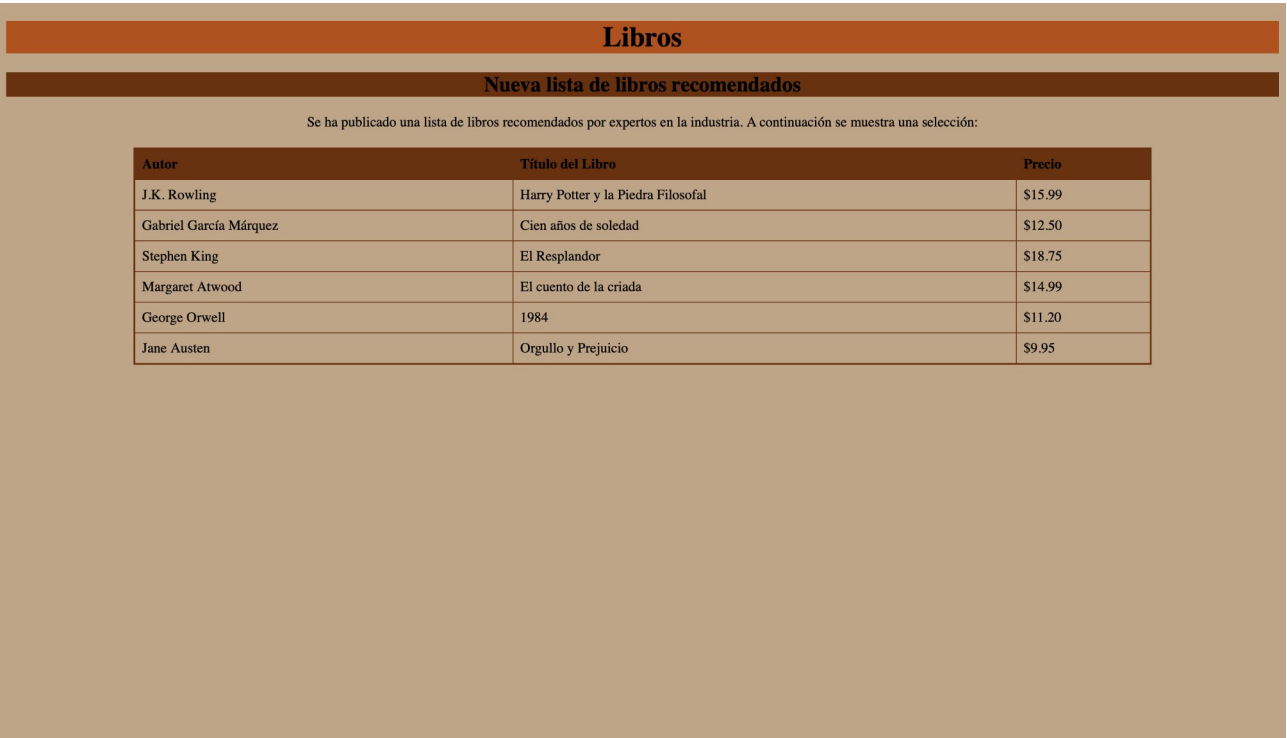 Libros
Nueva lista de libros recomendados
Se ha publicado una lista de libros recomendados por expertos en la industria. A continuación se muestra una selección:
Autor Título del Libro Precio
J.K. Rowling Harry Potter y la Piedra Filosofal $15.99
Gabriel García Márquez Cien años de soledad $12.50
Stephen King El Resplandor $18.75
Margaret Atwood El cuento de la criada $14.99
George Orwell 1984 $11.20
Jane Austen Orgullo y Prejuicio $9.95